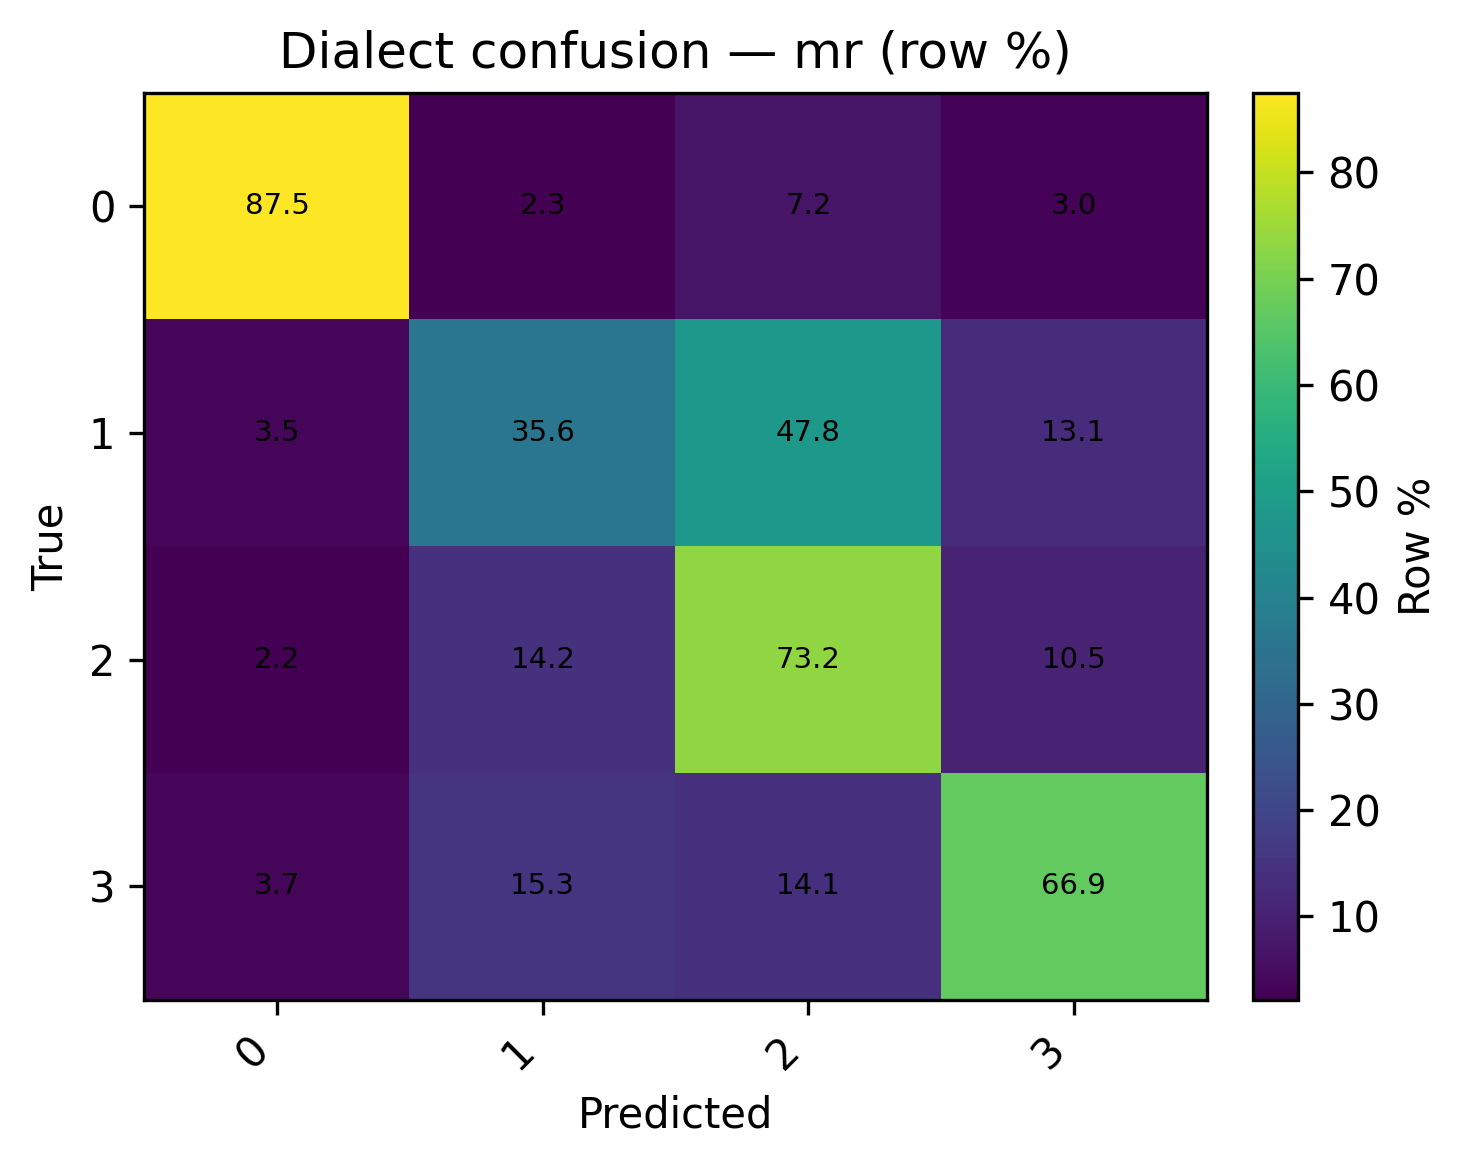 Dialect confusion — mr (row %)
0 87.5 2.3 7.2 3.0
1 3.5 35.6 47.8 13.1
2 2.2 14.2 73.2 10.5
3 3.7 15.3 14.1 66.9
True
0 1 2 3
Predicted
80
70
60
50
40
30
20
10
Row %